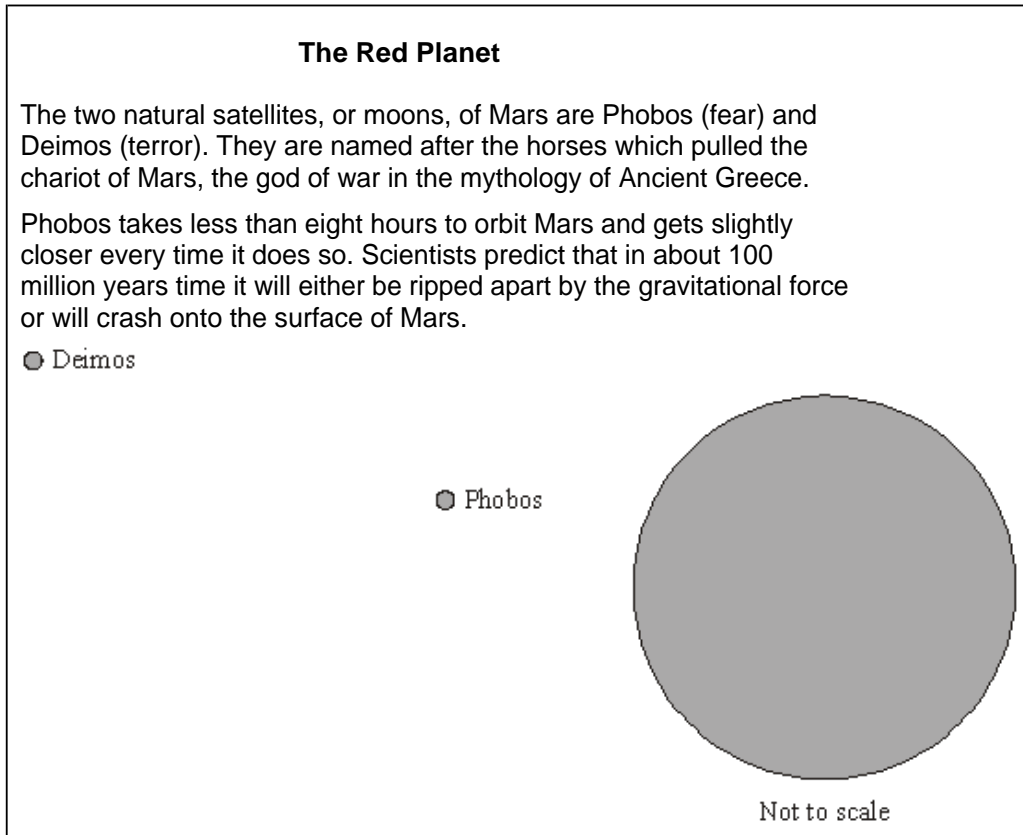 The Red Planet
The two natural satellites, or moons, of Mars are Phobos (fear) and
Deimos (terror). They are named after the horses which pulled the
chariot of Mars, the god of war in the mythology of Ancient Greece.
Phobos takes less than eight hours to orbit Mars and gets slightly
closer every time it does so. Scientists predict that in about 100
million years time it will either be ripped apart by the gravitational force
or will crash onto the surface of Mars.
Deimos
Phobos
Not to scale